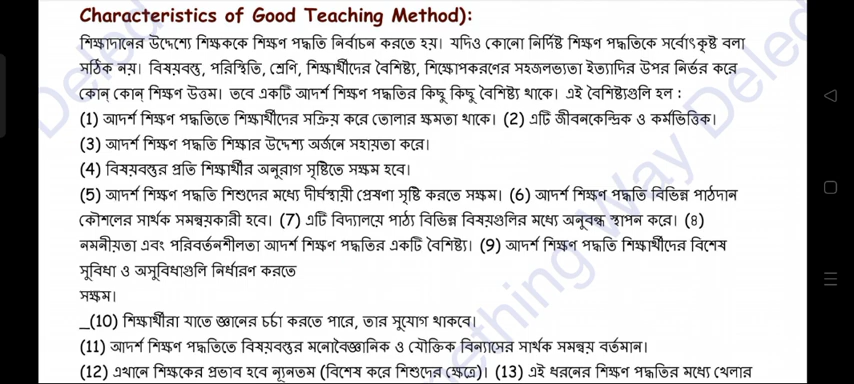 Characteristics of Good Teaching Method):
শিক্ষাদানের উদ্দেশ্যে শিক্ষককে শিক্ষণ পদ্ধতি নির্বাচন করতে হয়। যদিও কোনো নির্দিষ্ট শিক্ষণ পদ্ধতিকে সর্বোৎকৃষ্ট বলা
সঠিক নয়। বিষয়বস্তু, পরিস্থিতি, শ্রেণি, শিক্ষার্থীদের বৈশিষ্ট্য, শিক্ষোপকরণের সহজলভ্যতা ইত্যাদির উপর নির্ভর করে
কোন্ কোন্ শিক্ষণ উত্তম। তবে একটি আদর্শ শিক্ষণ পদ্ধতির কিছু কিছু বৈশিষ্ট্য থাকে। এই বৈশিষ্ট্যগুলি হল :
(1) আদর্শ শিক্ষণ পদ্ধতিতে শিক্ষার্থীদের সক্রিয় করে তোলার ক্ষমতা থাকে। (2) এটি জীবনকেন্দ্রিক ও কর্মভিত্তিক।
(3) আদর্শ শিক্ষণ পদ্ধতি শিক্ষার উদ্দেশ্য অর্জনে সহায়তা করে।
(4) বিষয়বস্তুর প্রতি শিক্ষার্থীর অনুরাগ সৃষ্টিতে সক্ষম হবে।
(5) আদর্শ শিক্ষণ পদ্ধতি শিশুদের মধ্যে দীর্ঘস্থায়ী প্রেষণা সৃষ্টি করতে সক্ষম। (6) আদর্শ শিক্ষণ পদ্ধতি বিভিন্ন পাঠদান
কৌশলের সার্থক সমন্বয়কারী হবে। (7) এটি বিদ্যালয়ে পাঠ্য বিভিন্ন বিষয়গুলির মধ্যে অনুবন্ধ স্থাপন করে। (৪)
নমনীয়তা এবং পরিবর্তনশীলতা আদর্শ শিক্ষণ পদ্ধতির একটি বৈশিষ্ট্য। (9) আদর্শ শিক্ষণ পদ্ধতি শিক্ষার্থীদের বিশেষ
সুবিধা ও অসুবিধাগুলি নির্ধারণ করতে
সক্ষম।
_(10) শিক্ষার্থীরা যাতে জ্ঞানের চর্চা করতে পারে, তার সুযোগ থাকবে।
(11) আদর্শ শিক্ষণ পদ্ধতিতে বিষয়বস্তুর মনোবৈজ্ঞানিক ও যৌক্তিক বিন্যাসের সার্থক সমন্বয় বর্তমান।
(12) এখানে শিক্ষকের প্রভাব হবে ন্যূনতম (বিশেষ করে শিশুদের ক্ষেত্রে)। (13) এই ধরনের শিক্ষণ পদ্ধতির মধ্যে খেলার